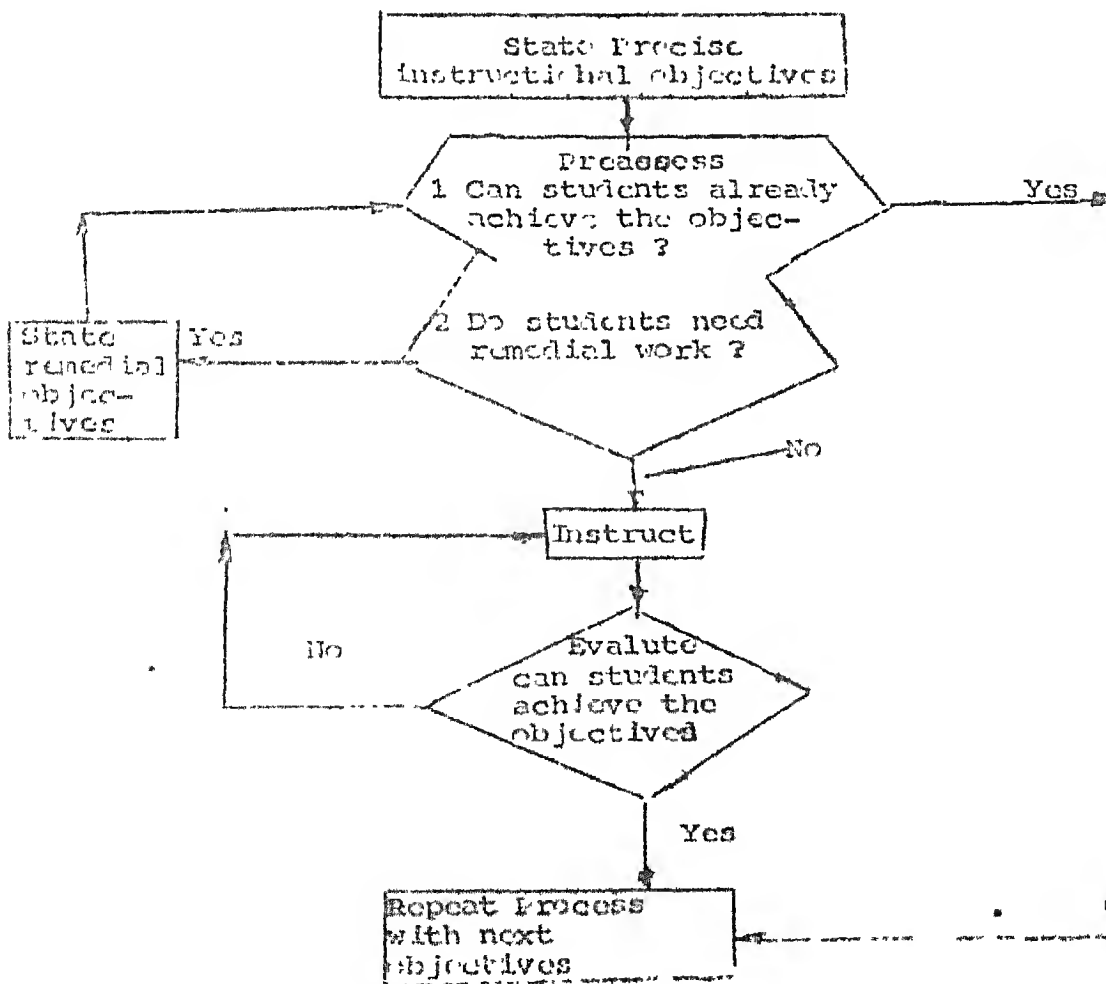 State Precise
instructional objectives
Preassess
1 Can students already
achieve the objec-
tives ?
Yes
2 Do students need
remedial work ?
Yes
State
remedial
objec-
tives
No
Instruct
No
Evalute
can students
achieve the
objectived
Yes
Repeat Process
with next
objectives